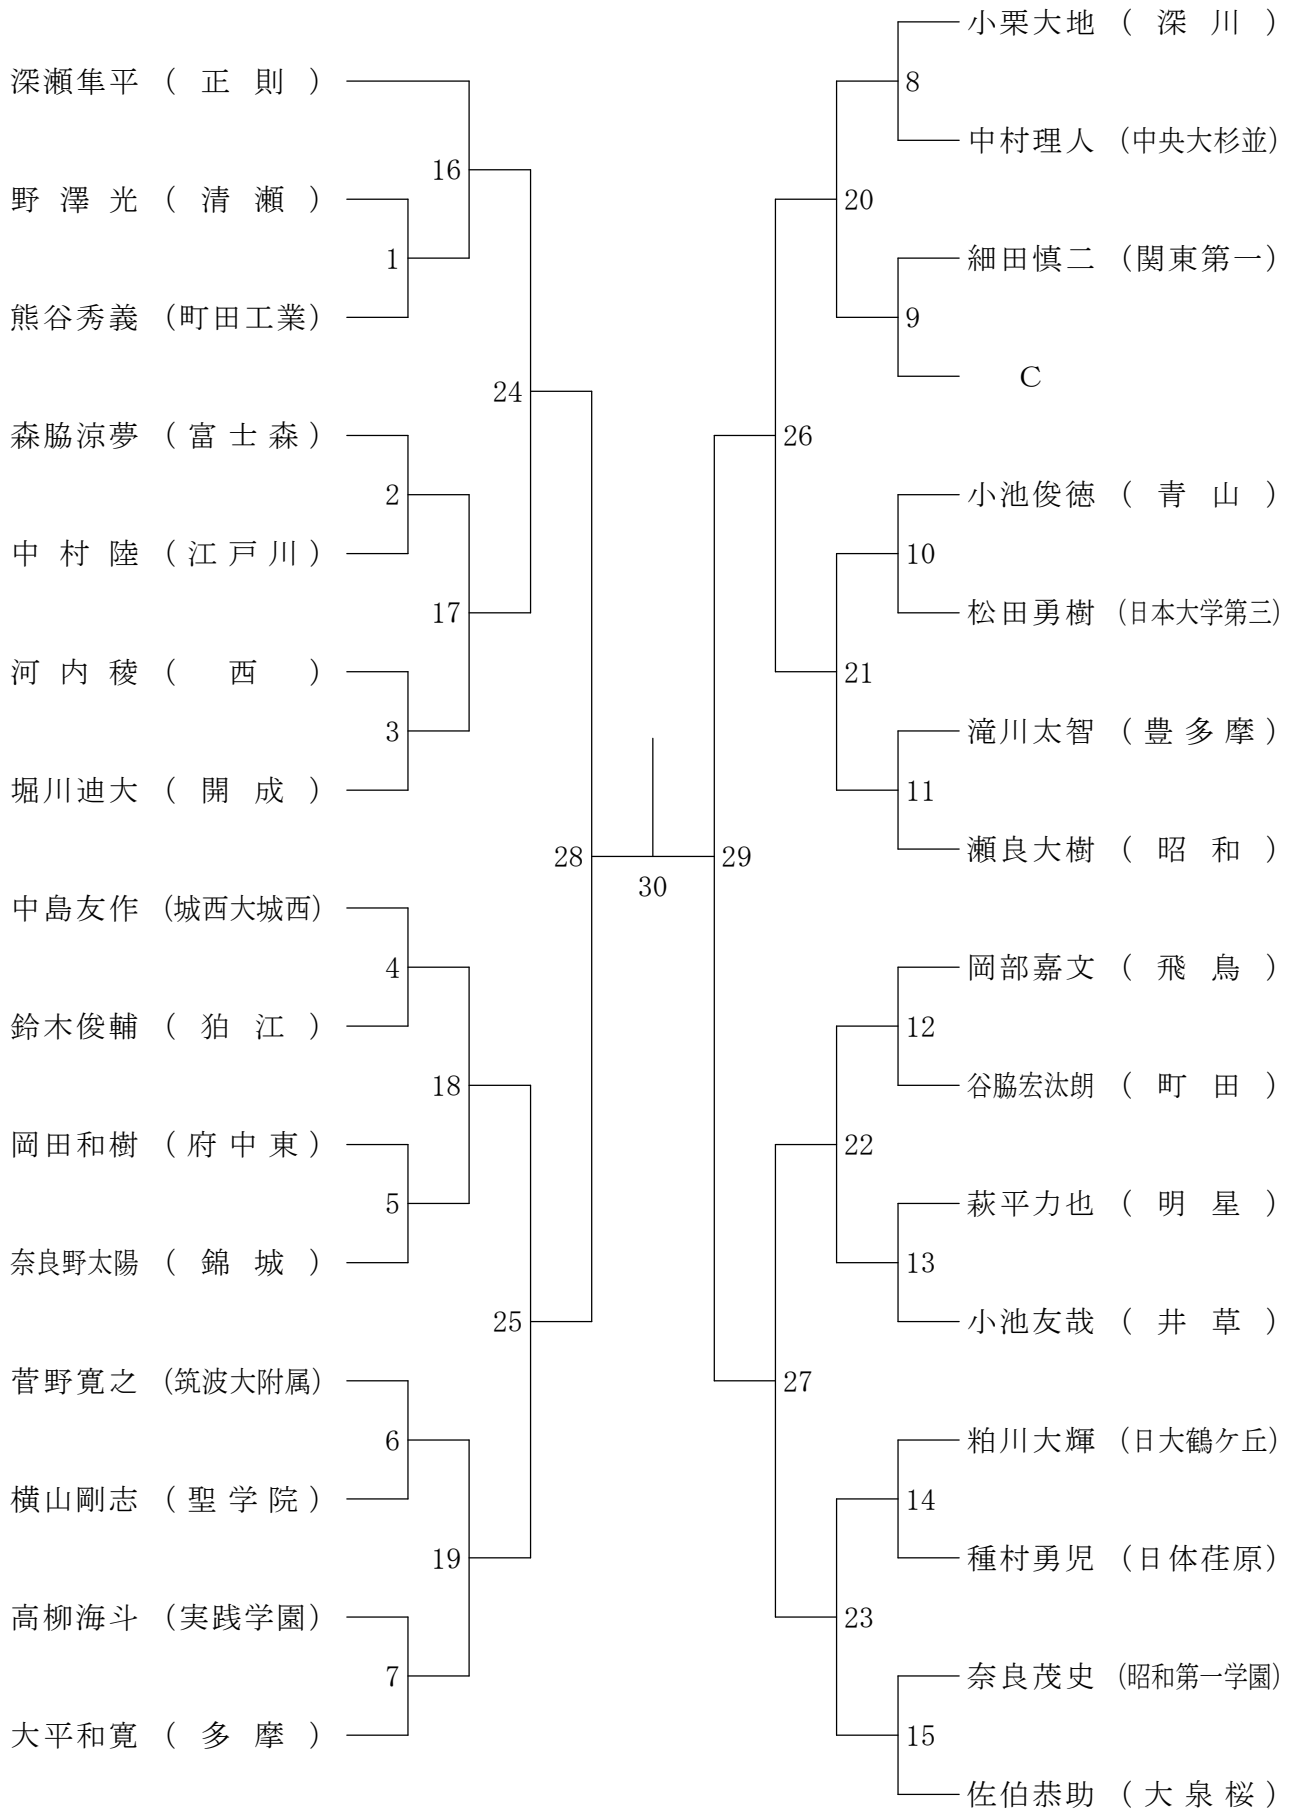 深瀬隼平 ( 正 則 )
野 澤 光 ( 清 瀬 )
熊谷秀義 (町田工業)
森脇涼夢 ( 富 士 森 )
中 村 陸 ( 江 戸 川 )
河 内 稜 ( 西 )
堀川迪大 ( 開 成 )
中島友作 (城西大城西)
鈴木俊輔 ( 狛 江 )
岡田和樹 ( 府 中 東 )
奈良野太陽 ( 錦 城 )
菅野寛之 (筑波大附属)
横山剛志 ( 聖 学 院 )
高柳海斗 (実践学園)
大平和寛 ( 多 摩 )
1
2
3
4
5
6
7
16
17
18
19
24
25
28
30
29
26
27
20
21
22
23
8
9
10
11
12
13
14
15
小栗大地 ( 深 川 )
中村理人 (中央大杉並)
細田慎二 (関東第一)
C
小池俊徳 ( 青 山 )
松田勇樹 (日本大学第三)
滝川太智 ( 豊 多 摩 )
瀬良大樹 ( 昭 和 )
岡部嘉文 ( 飛 鳥 )
谷脇宏汰朗 ( 町 田 )
萩平力也 ( 明 星 )
小池友哉 ( 井 草 )
粕川大輝 (日大鶴ケ丘)
種村勇児 (日体荏原)
奈良茂史 (昭和第一学園)
佐伯恭助 ( 大 泉 桜 )